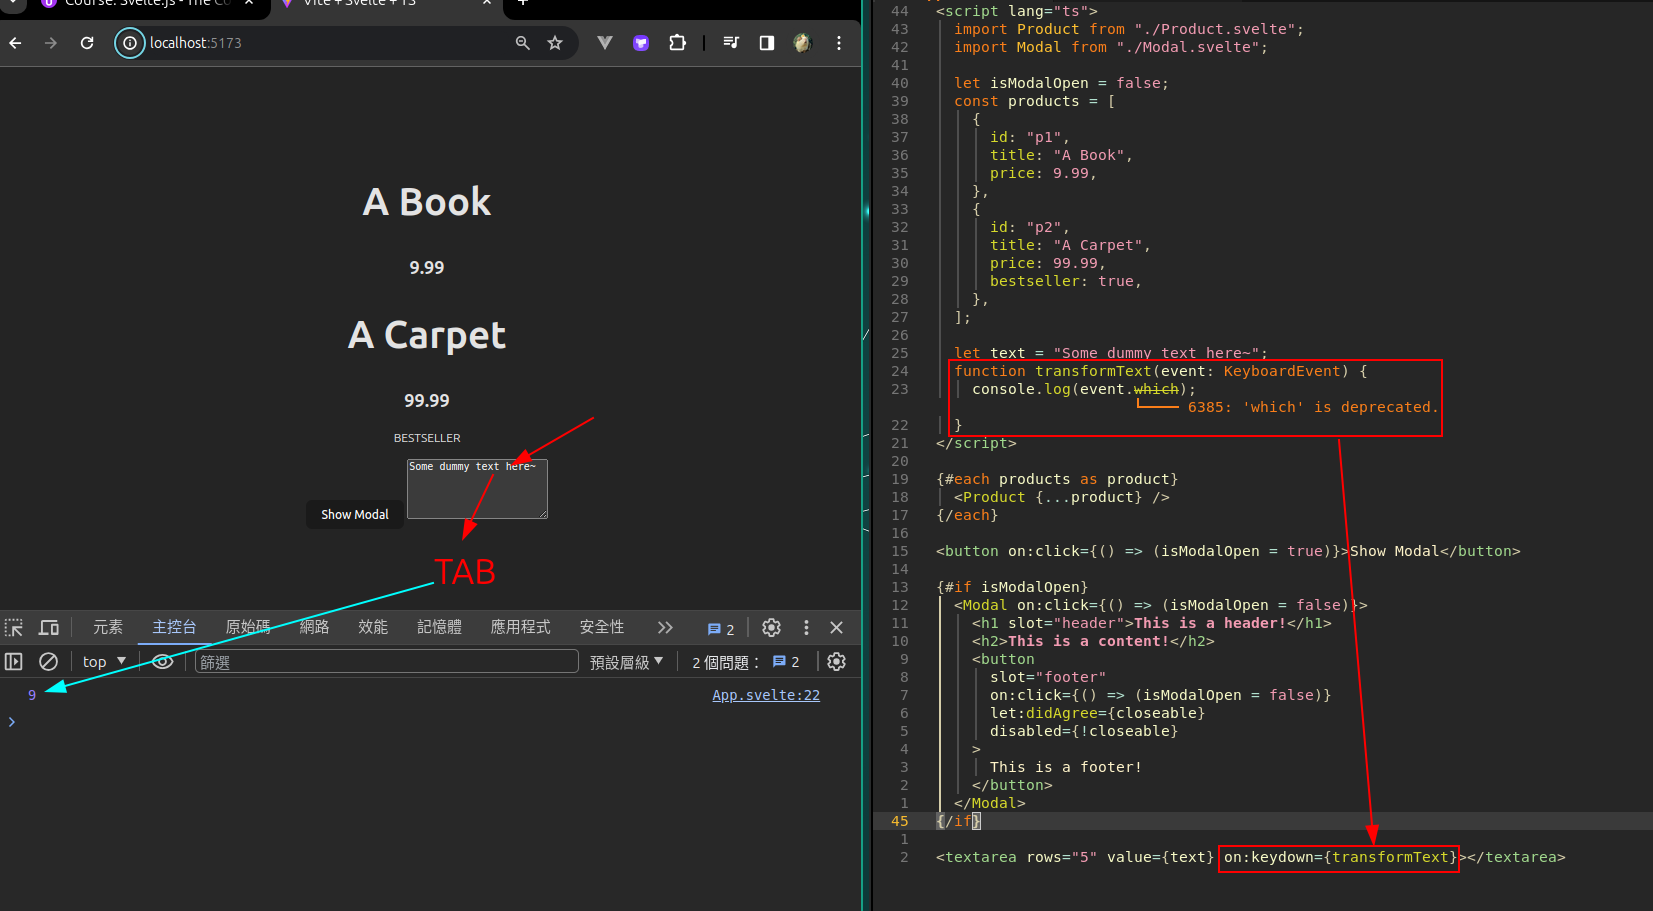 Course: Svelte.js - The Co
Vite + Svelte + TS
localhost:5173
A Book
9.99
A Carpet
99.99
BESTSELLER
Some dummy text here~
Show Modal
TAB
元素
主控台
原始碼
網路
效能
記憶體
應用程式
安全性
2
top
篩選
預設層級
2 個問題：
2
9
App.svelte:22
44 <script lang="ts">
43 import Product from "./Product.svelte";
42 import Modal from "./Modal.svelte";
41
40 let isModalOpen = false;
39 const products = [
38 {
37 id: "p1",
36 title: "A Book",
35 price: 9.99,
34 },
33 {
32 id: "p2",
31 title: "A Carpet",
30 price: 99.99,
29 bestseller: true,
28 },
27 ];
26
25 let text = "Some dummy text here~";
24 function transformText(event: KeyboardEvent) {
23 console.log(event.which);
6385: 'which' is deprecated.
22 }
21 </script>
20
19 {#each products as product}
18 <Product {...product} />
17 {/each}
16
15 <button on:click={() => (isModalOpen = true)}>Show Modal</button>
14
13 {#if isModalOpen}
12 <Modal on:click={() => (isModalOpen = false)}>
11 <h1 slot="header">This is a header!</h1>
10 <h2>This is a content!</h2>
9 <button
8 slot="footer"
7 on:click={() => (isModalOpen = false)}
6 let:didAgree={closeable}
5 disabled={!closeable}
4 >
3 This is a footer!
2 </button>
1 </Modal>
45 {/if}
1
2 <textarea rows="5" value={text} on:keydown={transformText}></textarea>